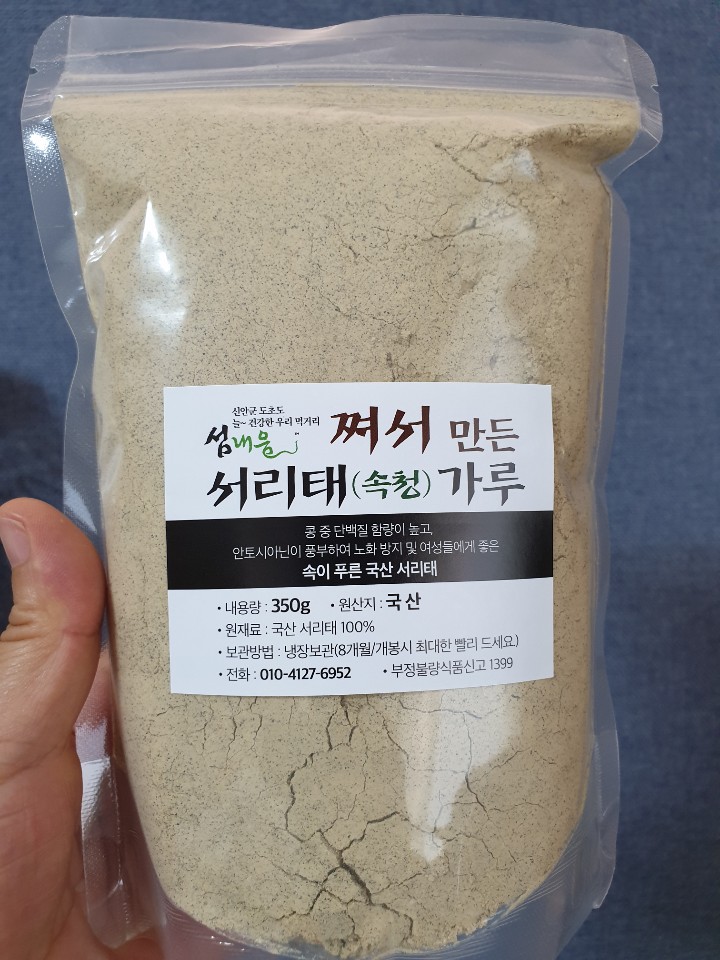 신안군 도초도
늘~ 건강한 우리 먹거리
섬내음 쪄서 만든
서리태(속청) 가루
콩 중 단백질 함량이 높고,
안토시아닌이 풍부하여 노화 방지 및 여성들에게 좋은
속이 푸른 국산 서리태
• 내용량 : 350g • 원산지 : 국 산
• 원재료 : 국산 서리태 100%
• 보관방법 : 냉장보관(8개월/개봉시 최대한 빨리 드세요.)
• 전화 : 010-4127-6952 • 부정불량식품신고 1399